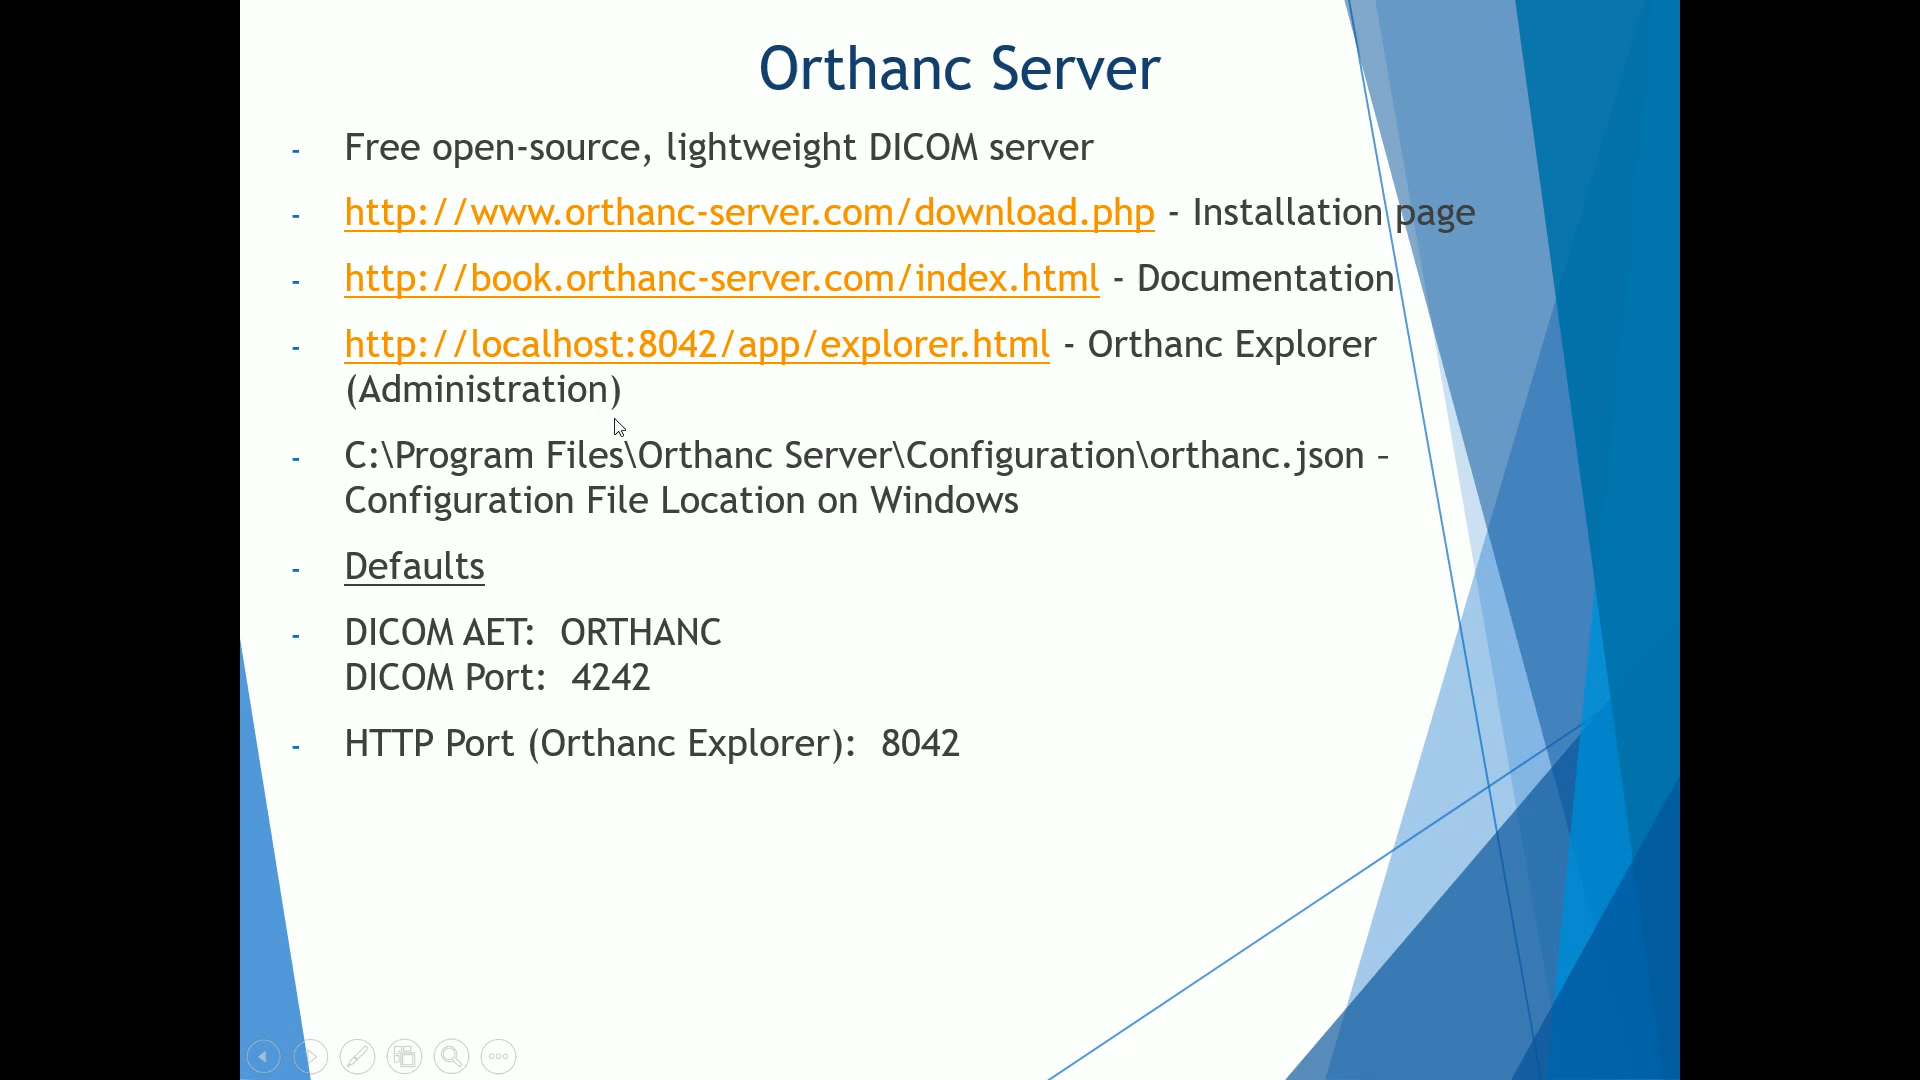 Orthanc Server
- Free open-source, lightweight DICOM server
- http://www.orthanc-server.com/download.php - Installation page
- http://book.orthanc-server.com/index.html - Documentation
- http://localhost:8042/app/explorer.html - Orthanc Explorer
(Administration)
- C:\Program Files\Orthanc Server\Configuration\orthanc.json –
Configuration File Location on Windows
- Defaults
- DICOM AET: ORTHANC
DICOM Port: 4242
- HTTP Port (Orthanc Explorer): 8042